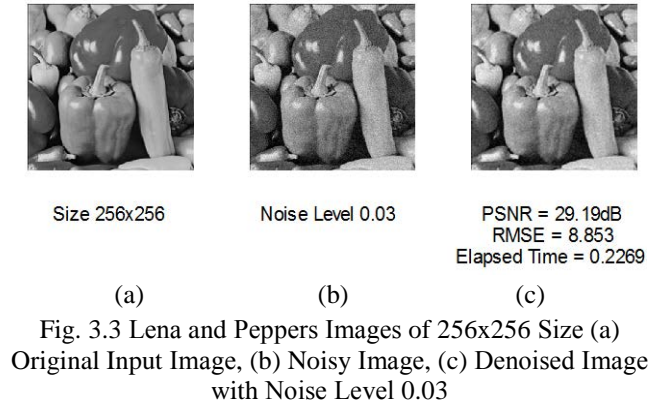 Size 256x256
Noise Level 0.03
PSNR = 29.19dB
RMSE = 8.853
Elapsed Time = 0.2269
(a)
(b)
(c)
Fig. 3.3 Lena and Peppers Images of 256x256 Size (a)
Original Input Image, (b) Noisy Image, (c) Denoised Image
with Noise Level 0.03